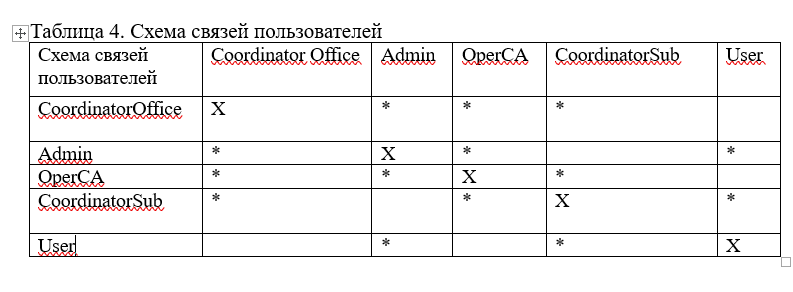 Таблица 4. Схема связей пользователей
Схема связей Coordinator Office Admin OperCA CoordinatorSub User
пользователей
CoordinatorOffice X * * *
Admin * X * *
OperCA * * X *
CoordinatorSub * * X *
User * * X